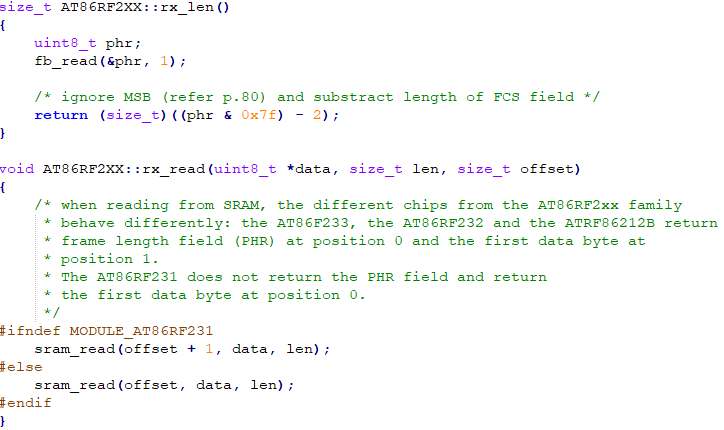 size_t AT86RF2XX::rx_len()
{
    uint8_t phr;
    fb_read(&phr, 1);

    /* ignore MSB (refer p.80) and substract length of FCS field */
    return (size_t)((phr & 0x7f) - 2);
}

void AT86RF2XX::rx_read(uint8_t *data, size_t len, size_t offset)
{
    /* when reading from SRAM, the different chips from the AT86RF2xx family
     * behave differently: the AT86F233, the AT86RF232 and the ATRF86212B return
     * frame length field (PHR) at position 0 and the first data byte at
     * position 1.
     * The AT86RF231 does not return the PHR field and return
     * the first data byte at position 0.
     */
#ifndef MODULE_AT86RF231
    sram_read(offset + 1, data, len);
#else
    sram_read(offset, data, len);
#endif
}